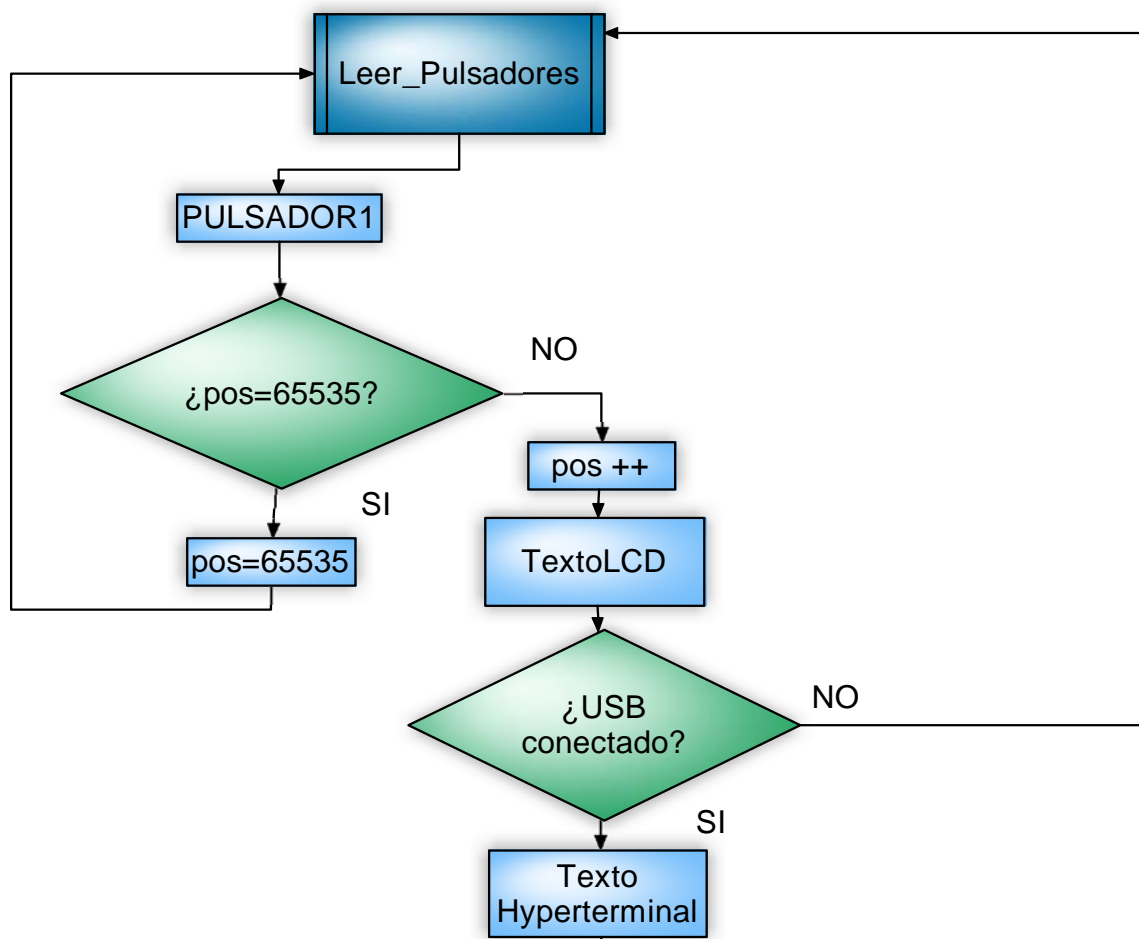 Leer_Pulsadores
PULSADOR1
¿pos=65535?
NO
pos ++
SI
pos=65535
TextoLCD
¿USB
conectado?
NO
SI
Texto
Hyperterminal